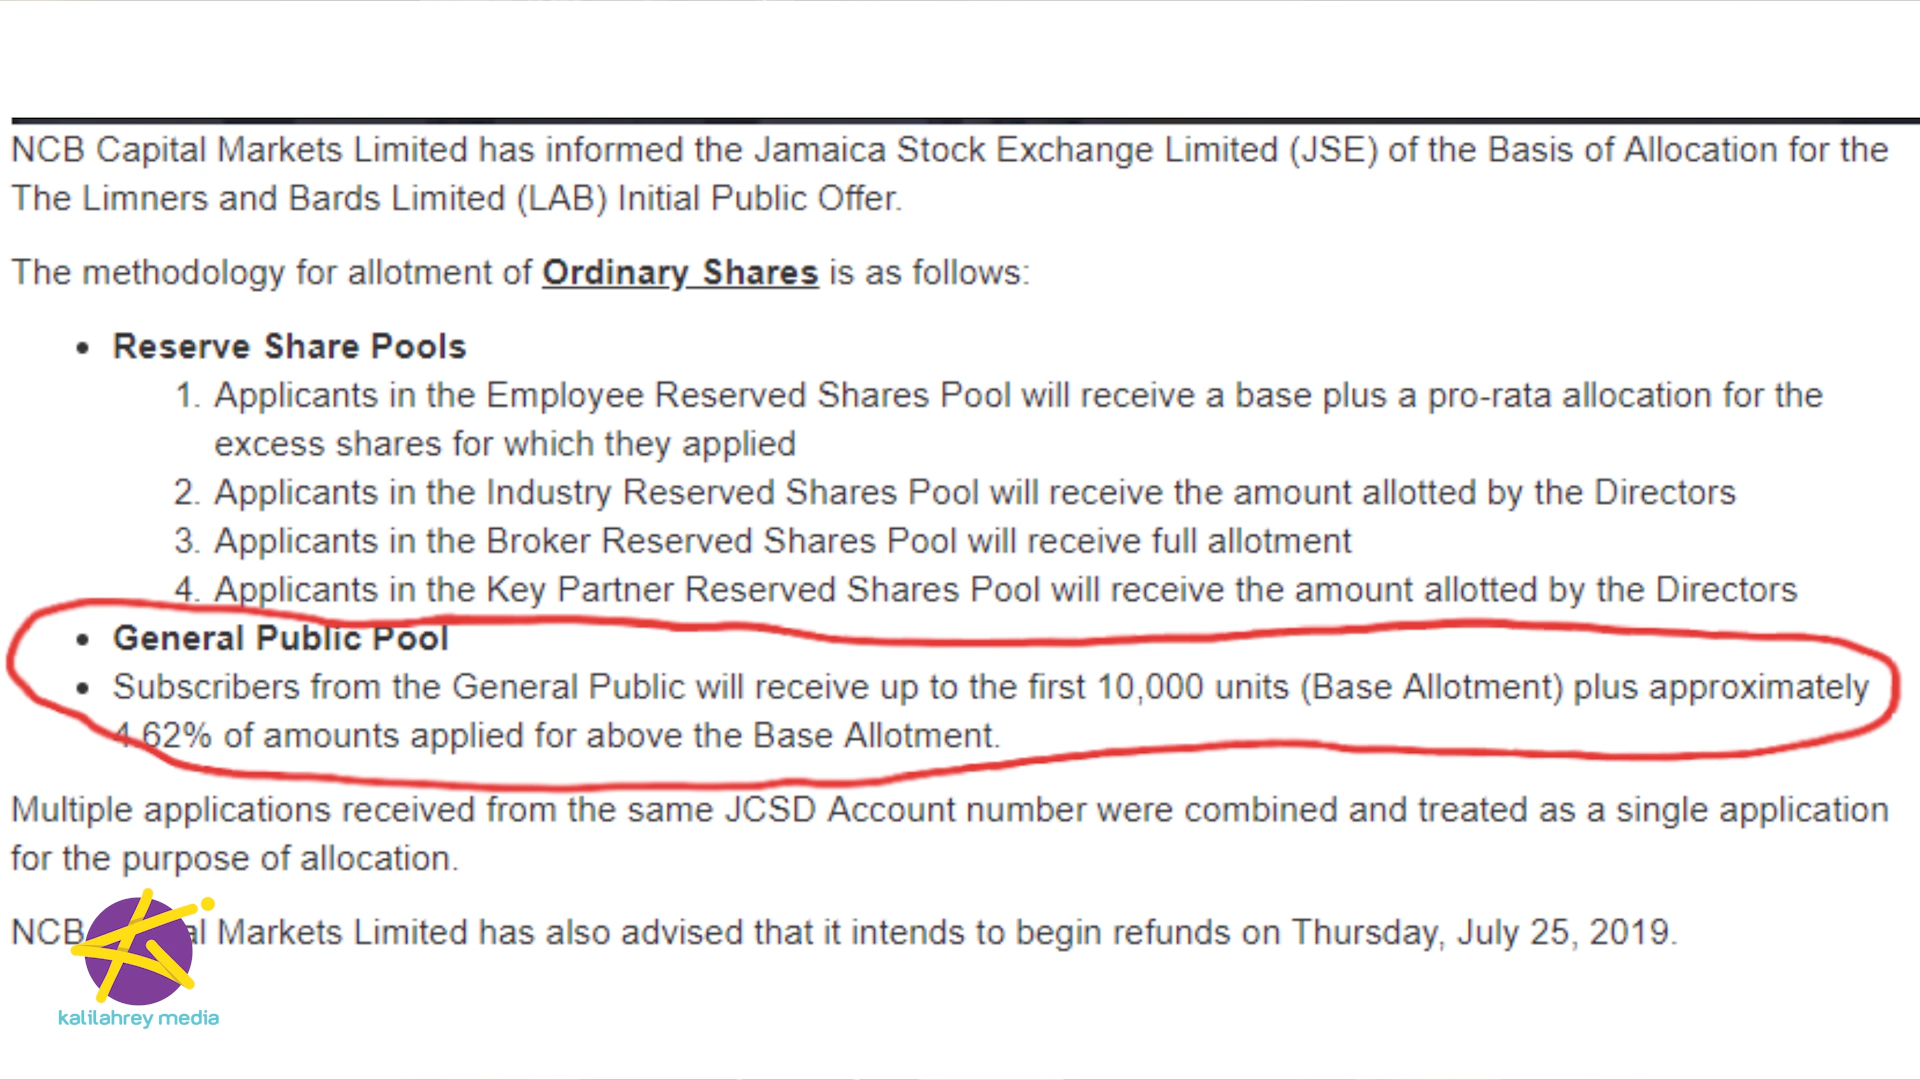 NCB Capital Markets Limited has informed the Jamaica Stock Exchange Limited (JSE) of the Basis of Allocation for the
The Limners and Bards Limited (LAB) Initial Public Offer.
The methodology for allotment of Ordinary Shares is as follows:
• Reserve Share Pools
1. Applicants in the Employee Reserved Shares Pool will receive a base plus a pro-rata allocation for the
excess shares for which they applied
2. Applicants in the Industry Reserved Shares Pool will receive the amount allotted by the Directors
3. Applicants in the Broker Reserved Shares Pool will receive full allotment
4. Applicants in the Key Partner Reserved Shares Pool will receive the amount allotted by the Directors
• General Public Pool
• Subscribers from the General Public will receive up to the first 10,000 units (Base Allotment) plus approximately
4.62% of amounts applied for above the Base Allotment.
Multiple applications received from the same JCSD Account number were combined and treated as a single application
for the purpose of allocation.
NCB al Markets Limited has also advised that it intends to begin refunds on Thursday, July 25, 2019.
kalilahrey media